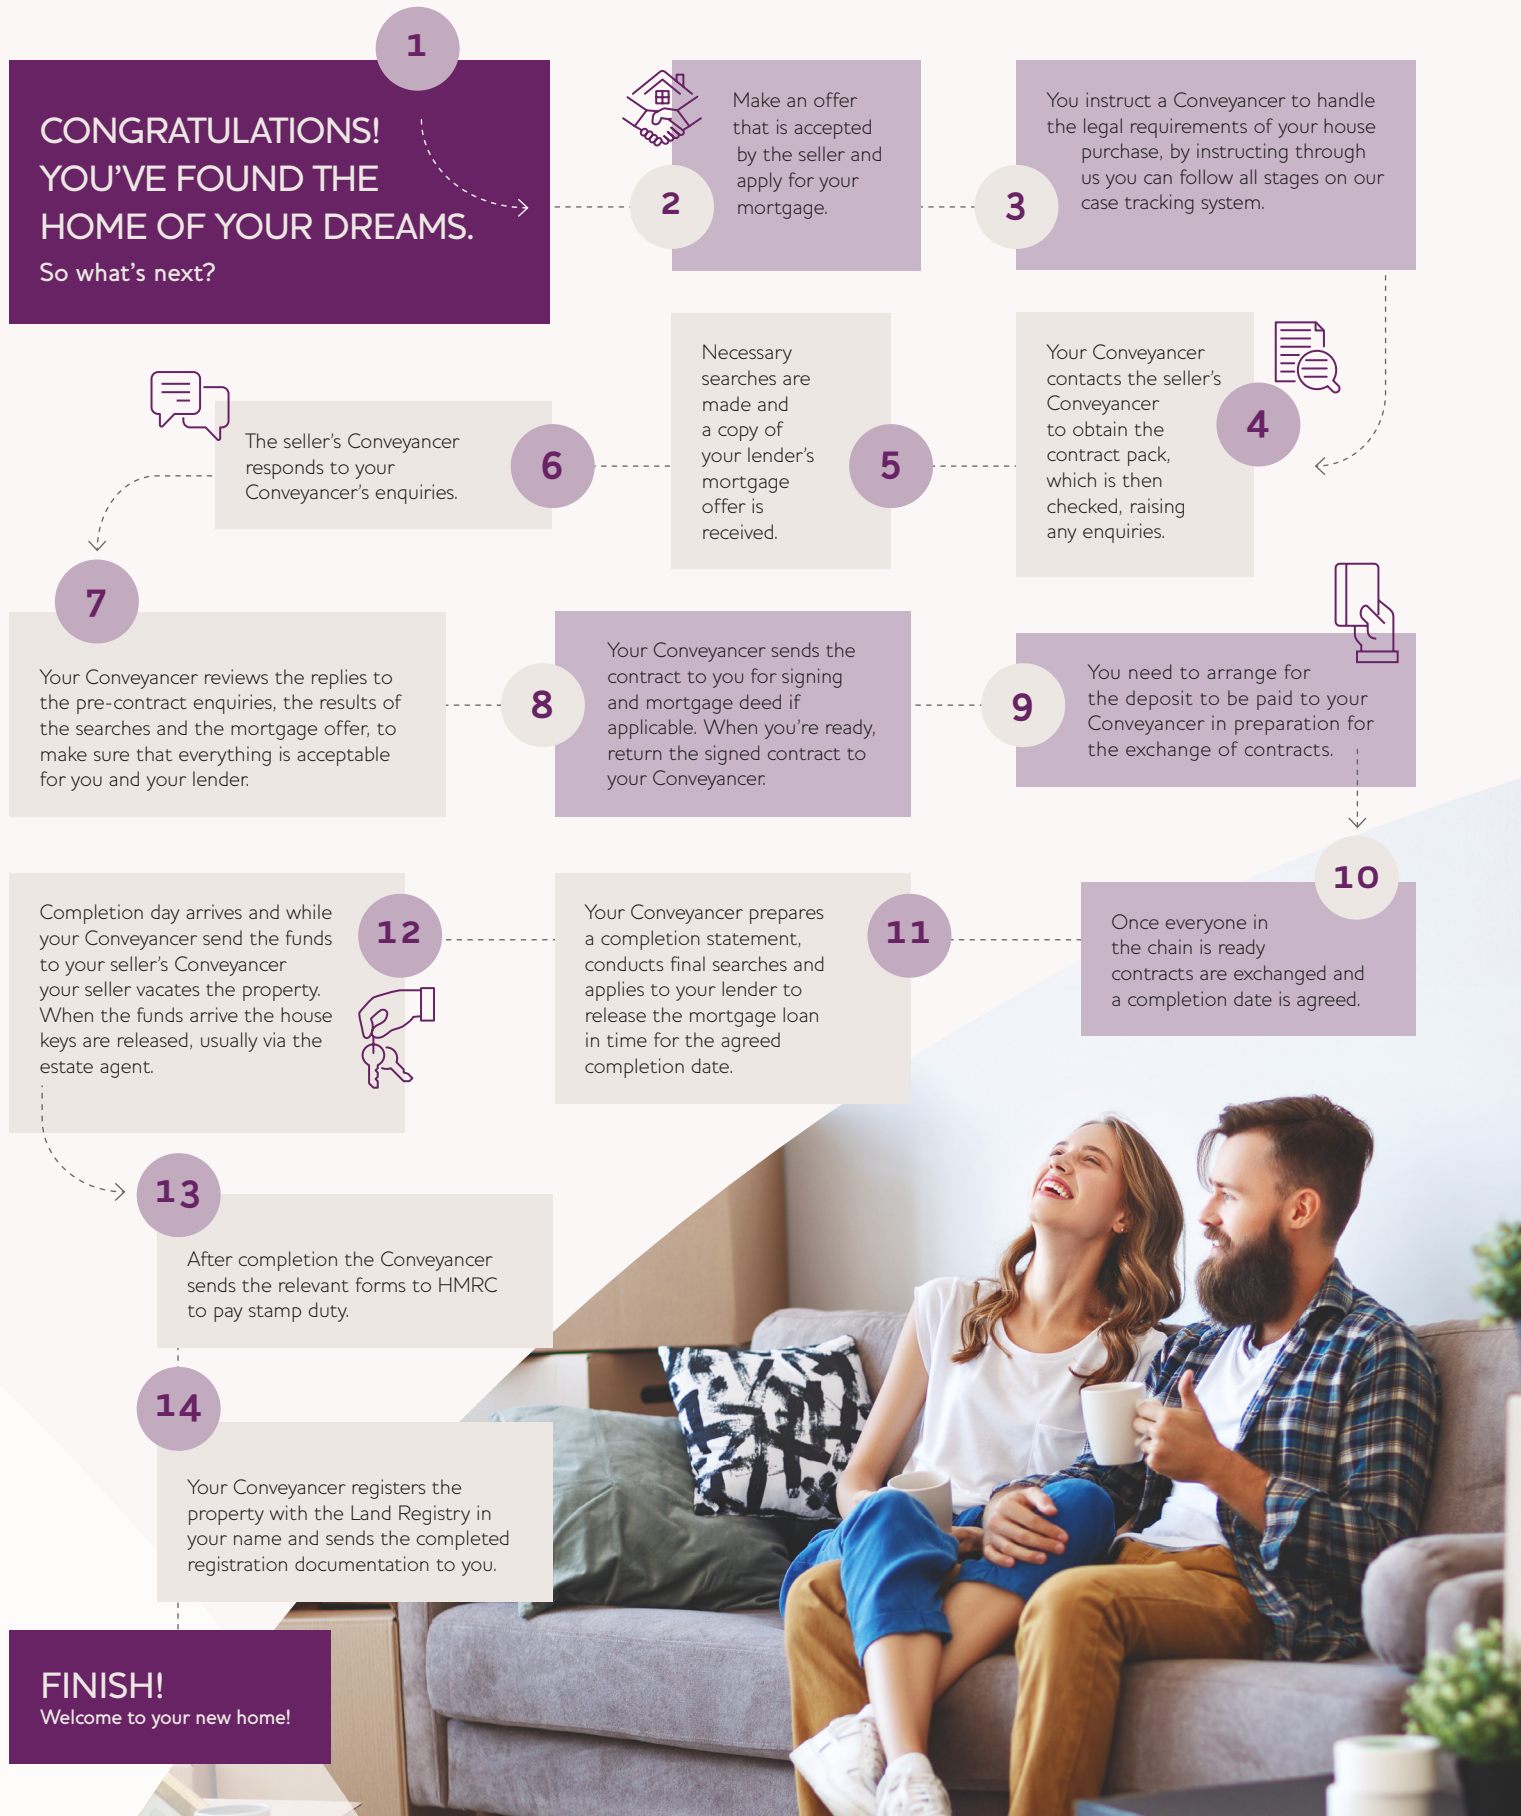 1
CONGRATULATIONS!
YOU'VE FOUND THE
HOME OF YOUR DREAMS.
So what's next?
2
Make an offer
that is accepted
by the seller and
apply for your
mortgage.
3
You instruct a Conveyancer to handle
the legal requirements of your house
purchase, by instructing through
us you can follow all stages on our
case tracking system.
4
Your Conveyancer
contacts the seller's
Conveyancer
to obtain the
contract pack,
which is then
checked, raising
any enquiries.
5
Necessary
searches are
made and
a copy of
your lender's
mortgage
offer is
received.
6
The seller's Conveyancer
responds to your
Conveyancer's enquiries.
7
Your Conveyancer reviews the replies to
the pre-contract enquiries, the results of
the searches and the mortgage offer, to
make sure that everything is acceptable
for you and your lender.
8
Your Conveyancer sends the
contract to you for signing
and mortgage deed if
applicable. When you're ready,
return the signed contract to
your Conveyancer.
9
You need to arrange for
the deposit to be paid to your
Conveyancer in preparation for
the exchange of contracts.
10
Once everyone in
the chain is ready
contracts are exchanged and
a completion date is agreed.
11
Your Conveyancer prepares
a completion statement,
conducts final searches and
applies to your lender to
release the mortgage loan
in time for the agreed
completion date.
12
Completion day arrives and while
your Conveyancer send the funds
to your seller's Conveyancer
your seller vacates the property.
When the funds arrive the house
keys are released, usually via the
estate agent.
13
After completion the Conveyancer
sends the relevant forms to HMRC
to pay stamp duty.
14
Your Conveyancer registers the
property with the Land Registry in
your name and sends the completed
registration documentation to you.
FINISH!
Welcome to your new home!